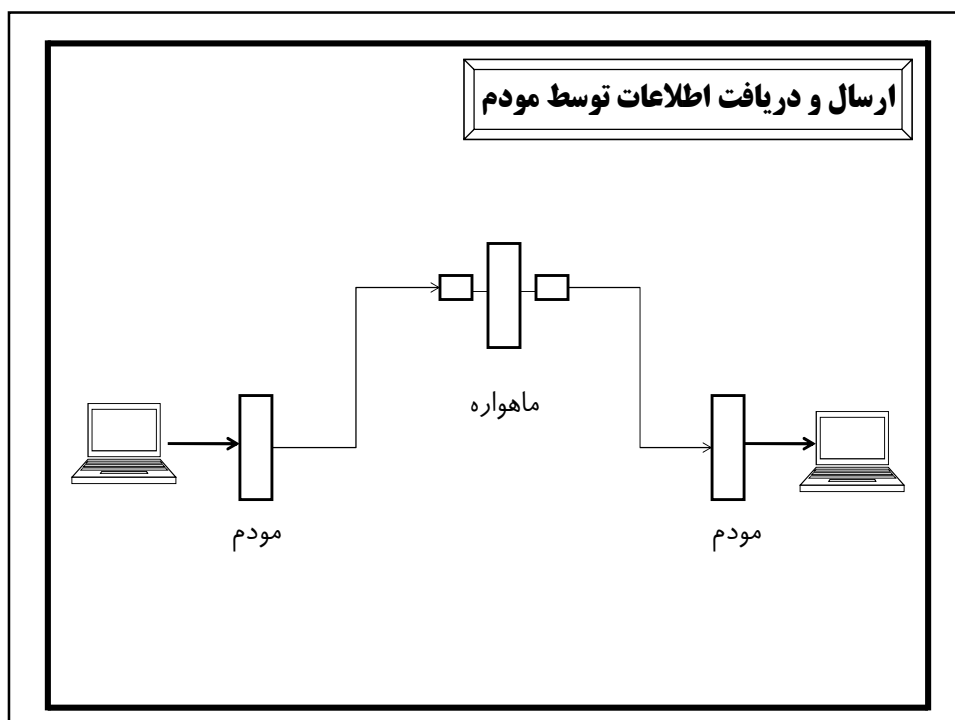 ارسال و دریافت اطلاعات توسط مودم
ماهواره
مودم
مودم